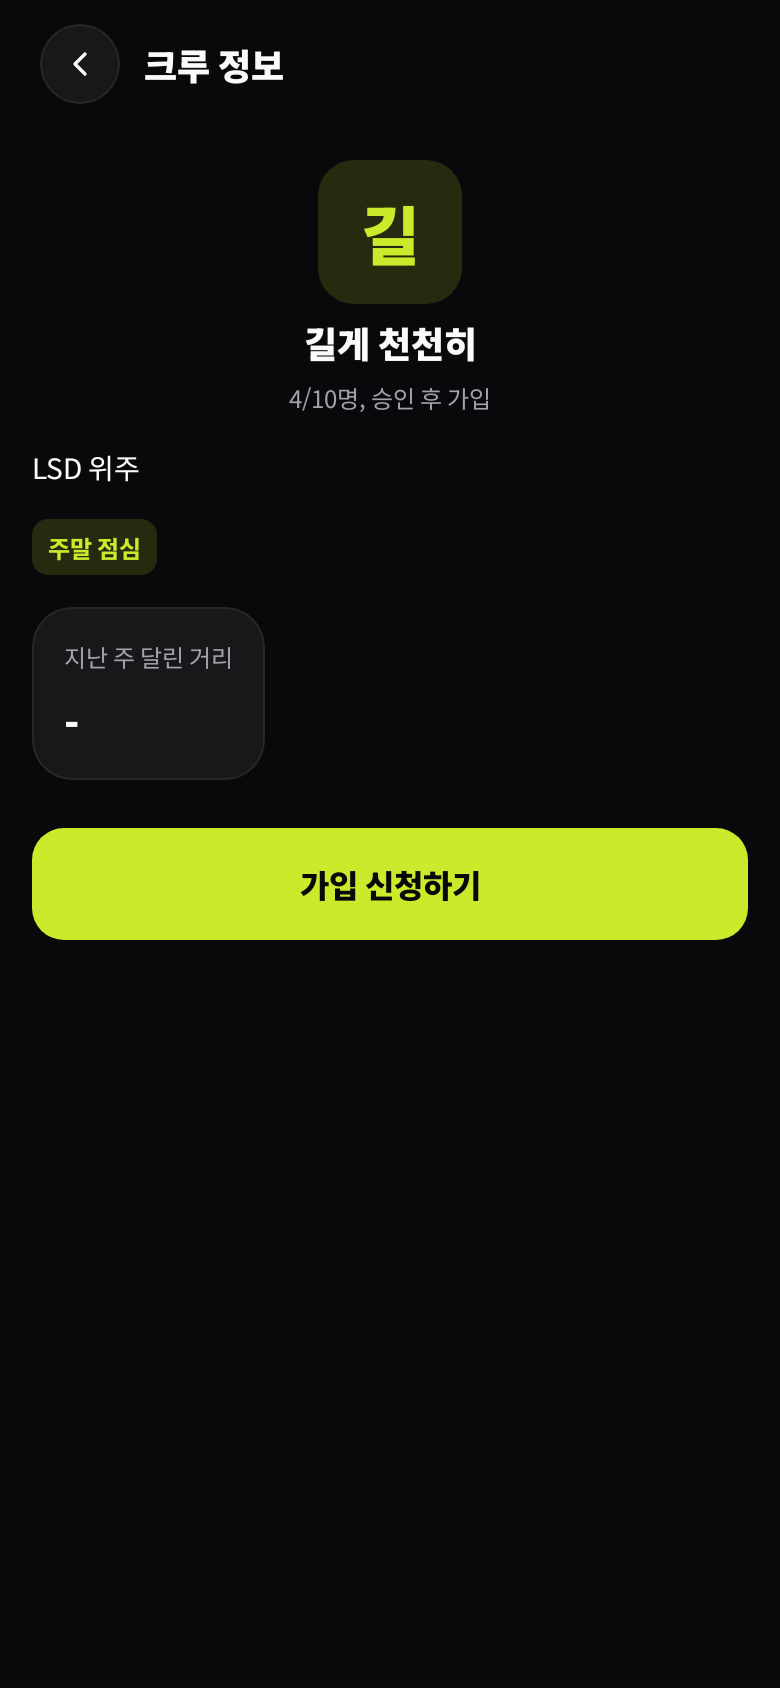 크루 정보
길
길게 천천히
4/10명, 승인 후 가입
LSD 위주
주말 점심
지난 주 달린 거리
-
가입 신청하기